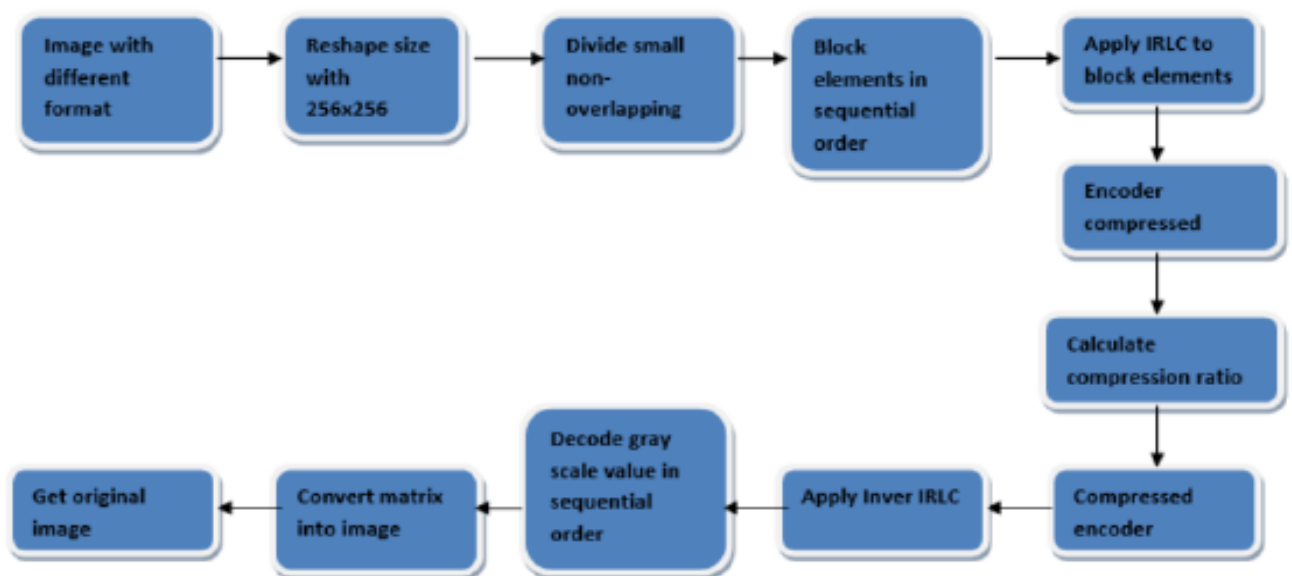 Image with
different
format
Reshape size
with
256x256
Divide small
non-
overlapping
Block
elements in
sequential
order
Apply IRLC to
block elements
Encoder
compressed
Calculate
compression ratio
Compressed
encoder
Apply Inver IRLC
Decode gray
scale value in
sequential
order
Convert matrix
into image
Get original
image